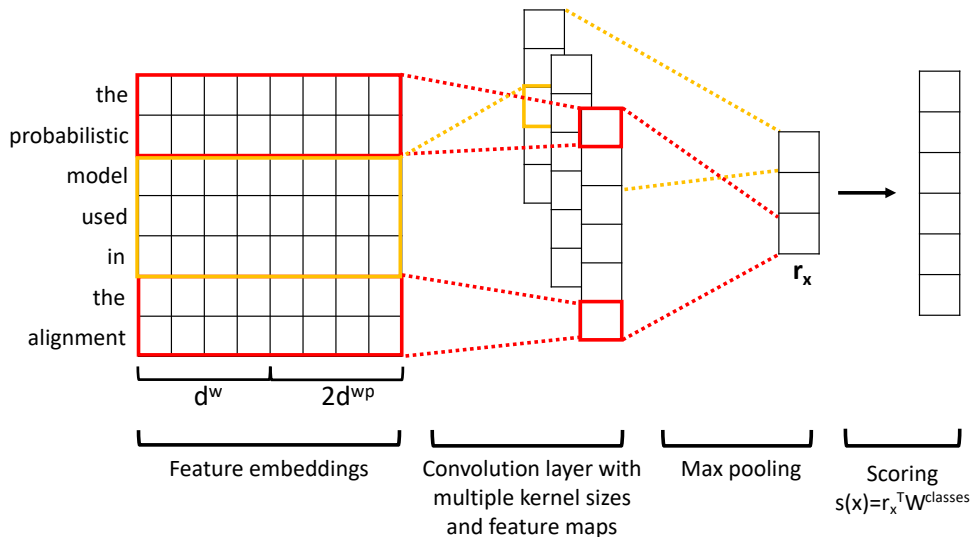 the
probabilistic
model
used
in
the
alignment
d^w
2d^wp
r_x
Feature embeddings
Convolution layer with
multiple kernel sizes
and feature maps
Max pooling
Scoring
s(x)=r_x^T W^classes